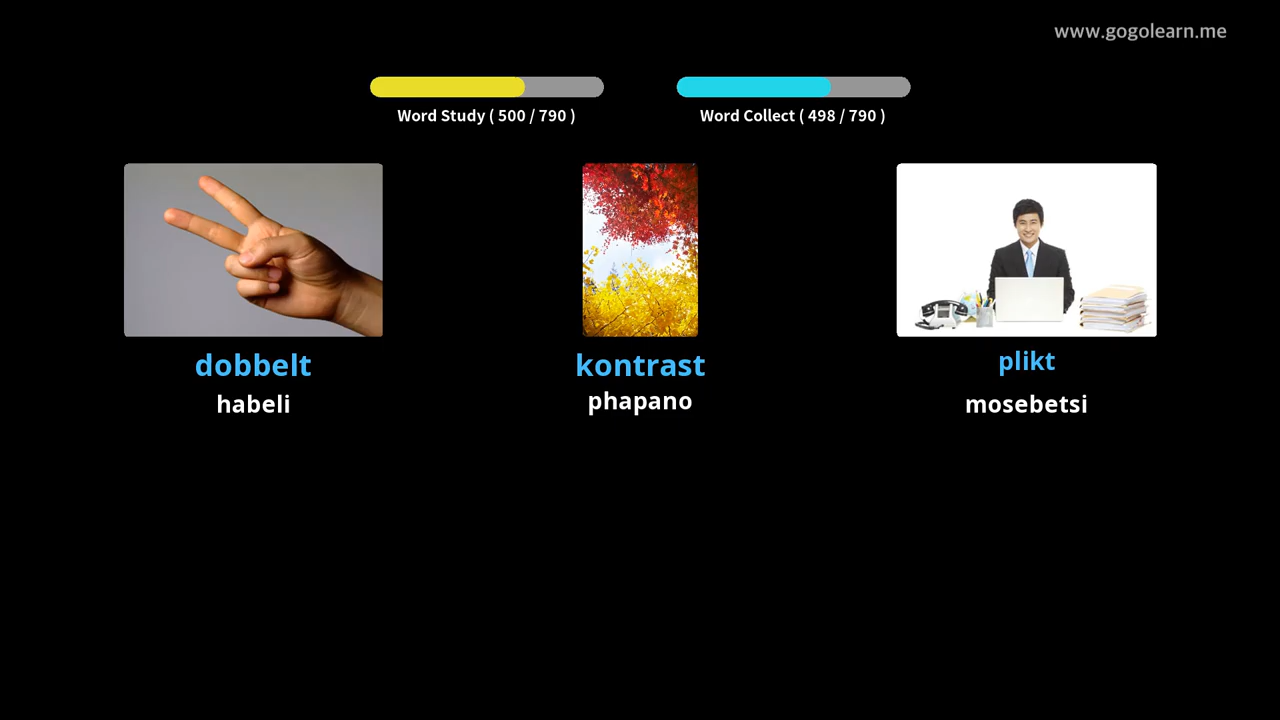 www.gogolearn.me
Word Study ( 500 / 790 )
Word Collect ( 498 / 790 )
dobbelt
habeli
kontrast
phapano
plikt
mosebetsi